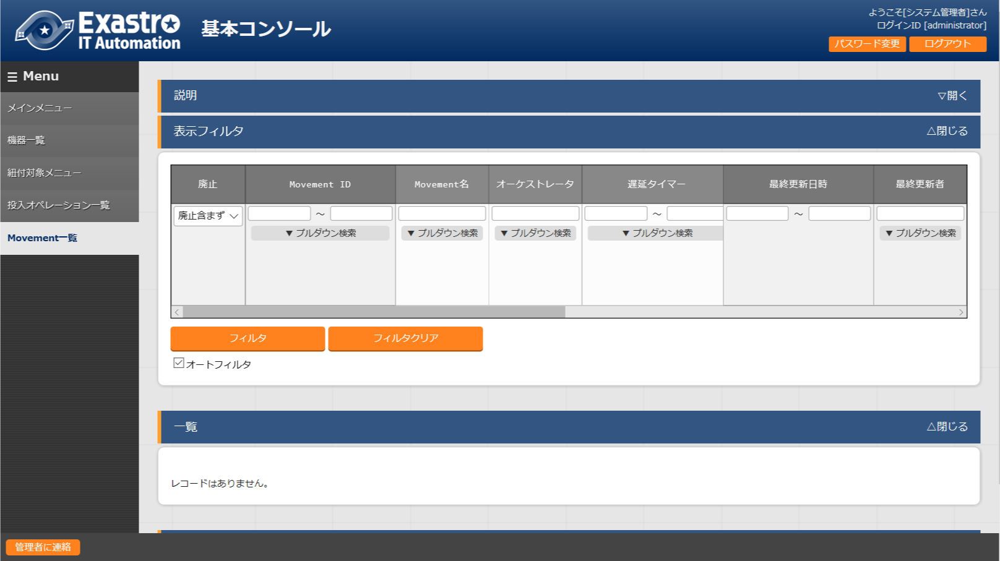 Exastro
IT Automation
基本コンソール
ようこそ[システム管理者]さん
ログインID [administrator]
パスワード変更
ログアウト
Menu
メインメニュー
機器一覧
紐付対象メニュー
投入オペレーション一覧
Movement一覧
説明
▽開く
表示フィルタ
△閉じる
廃止
Movement ID
Movement名
オーケストレータ
遅延タイマー
最終更新日時
最終更新者
廃止含まず
～
～
～
▼ プルダウン検索
▼ プルダウン検索
▼ プルダウン検索
▼ プルダウン検索
▼ プルダウン検索
フィルタ
フィルタクリア
オートフィルタ
一覧
△閉じる
レコードはありません。
管理者に連絡